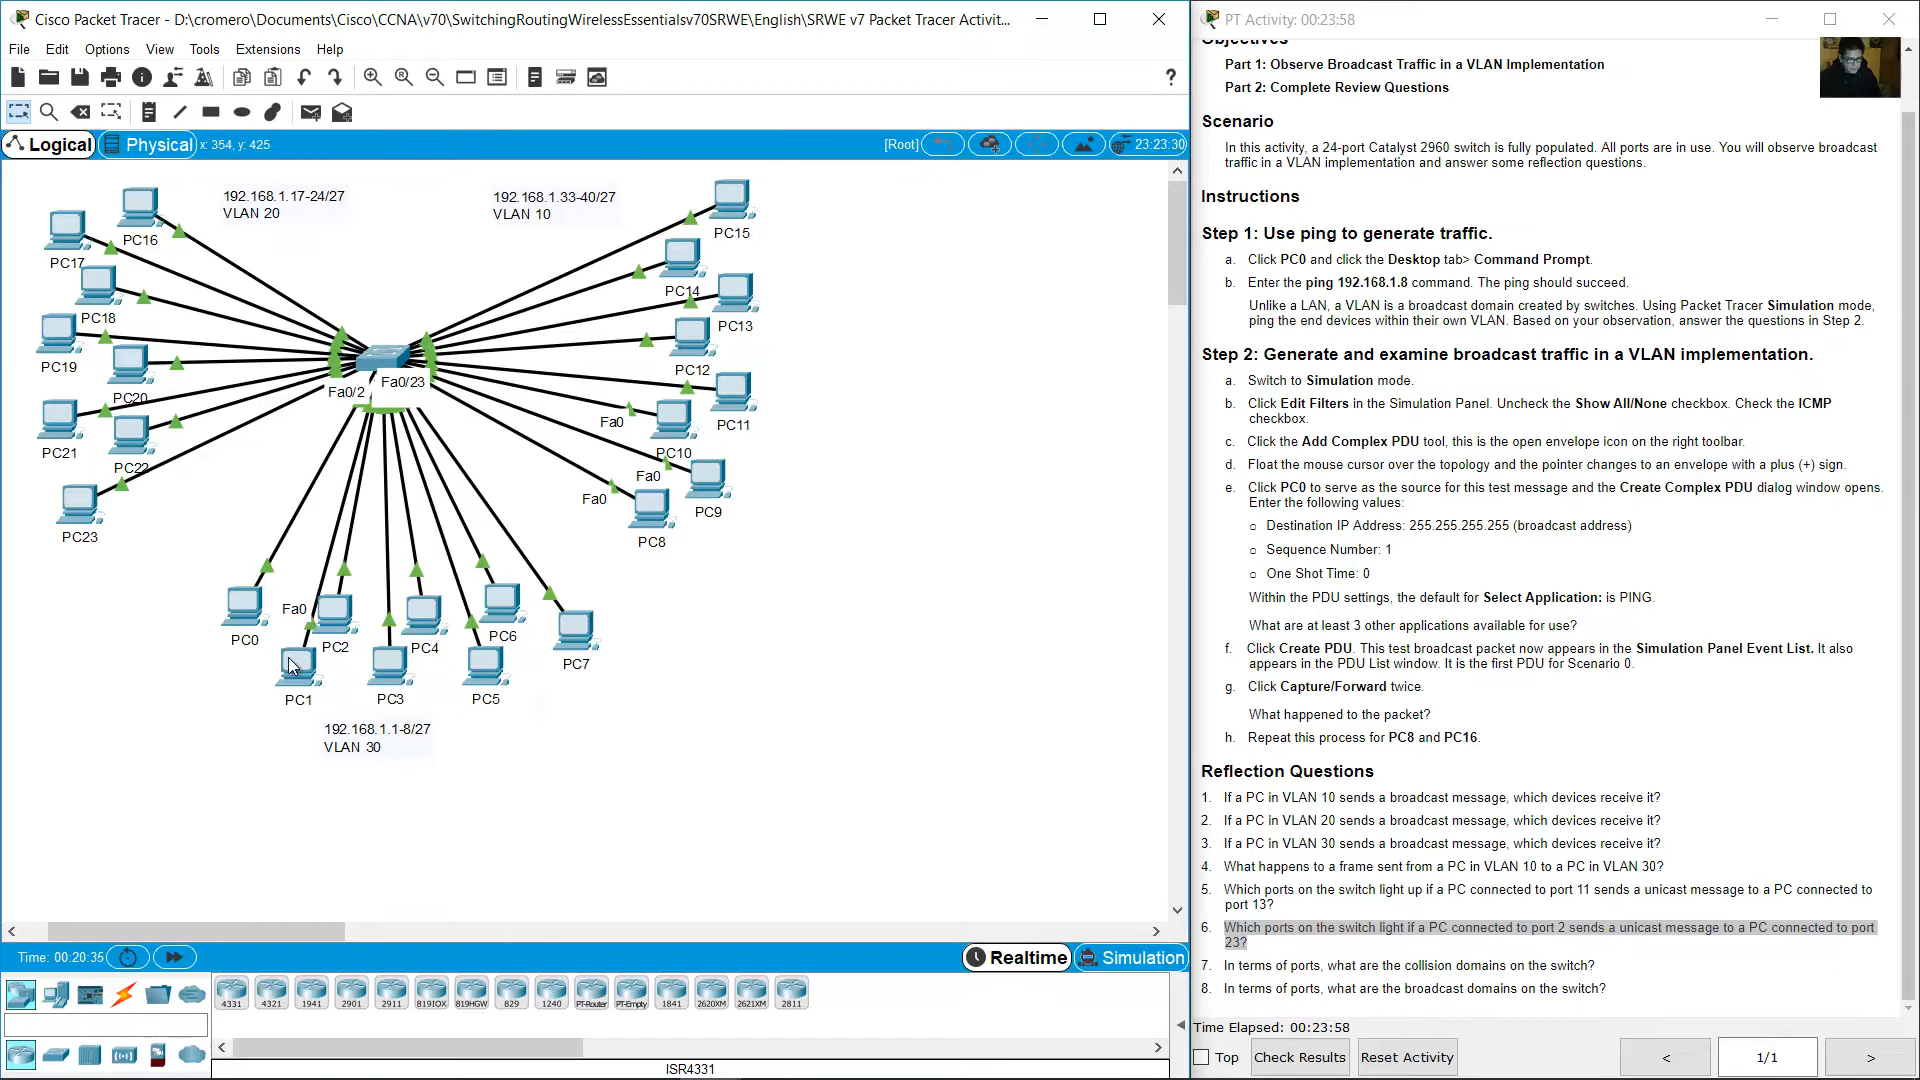 Cisco Packet Tracer - D:\cromero\Documents\Cisco\CCNA\v70\SwitchingRoutingWirelessEssentialsv70SRWE\English\SRWE v7 Packet Tracer Activit...
File Edit Options View Tools Extensions Help
?
Logical Physical x: 354, y: 425 [Root] 23:23:30
192.168.1.17-24/27
VLAN 20
192.168.1.33-40/27
VLAN 10
PC16
PC15
PC17
PC14
PC18
PC13
PC19
PC12
PC20
Fa0/2
Fa0/23
PC11
Fa0
PC21
PC22
PC10
Fa0
Fa0
PC9
PC23
PC8
Fa0
PC0
PC2
PC4
PC6
PC7
PC1
PC3
PC5
192.168.1.1-8/27
VLAN 30
Time: 00:20:35
Realtime Simulation
4331 4321 1941 2901 2911 819IOX 819HGW 829 1240 PT-Router PT-Empty 1841 2620XM 2621XM 2811
ISR4331
PT Activity: 00:23:58
Objectives
Part 1: Observe Broadcast Traffic in a VLAN Implementation
Part 2: Complete Review Questions
Scenario
In this activity, a 24-port Catalyst 2960 switch is fully populated. All ports are in use. You will observe broadcast
traffic in a VLAN implementation and answer some reflection questions.
Instructions
Step 1: Use ping to generate traffic.
a. Click PC0 and click the Desktop tab> Command Prompt.
b. Enter the ping 192.168.1.8 command. The ping should succeed.
Unlike a LAN, a VLAN is a broadcast domain created by switches. Using Packet Tracer Simulation mode,
ping the end devices within their own VLAN. Based on your observation, answer the questions in Step 2.
Step 2: Generate and examine broadcast traffic in a VLAN implementation.
a. Switch to Simulation mode.
b. Click Edit Filters in the Simulation Panel. Uncheck the Show All/None checkbox. Check the ICMP
checkbox.
c. Click the Add Complex PDU tool, this is the open envelope icon on the right toolbar.
d. Float the mouse cursor over the topology and the pointer changes to an envelope with a plus (+) sign.
e. Click PC0 to serve as the source for this test message and the Create Complex PDU dialog window opens.
Enter the following values:
o Destination IP Address: 255.255.255.255 (broadcast address)
o Sequence Number: 1
o One Shot Time: 0
Within the PDU settings, the default for Select Application: is PING.
What are at least 3 other applications available for use?
f. Click Create PDU. This test broadcast packet now appears in the Simulation Panel Event List. It also
appears in the PDU List window. It is the first PDU for Scenario 0.
g. Click Capture/Forward twice.
What happened to the packet?
h. Repeat this process for PC8 and PC16.
Reflection Questions
1. If a PC in VLAN 10 sends a broadcast message, which devices receive it?
2. If a PC in VLAN 20 sends a broadcast message, which devices receive it?
3. If a PC in VLAN 30 sends a broadcast message, which devices receive it?
4. What happens to a frame sent from a PC in VLAN 10 to a PC in VLAN 30?
5. Which ports on the switch light up if a PC connected to port 11 sends a unicast message to a PC connected to
port 13?
6. Which ports on the switch light if a PC connected to port 2 sends a unicast message to a PC connected to port
23?
7. In terms of ports, what are the collision domains on the switch?
8. In terms of ports, what are the broadcast domains on the switch?
Time Elapsed: 00:23:58
Top Check Results Reset Activity < 1/1 >